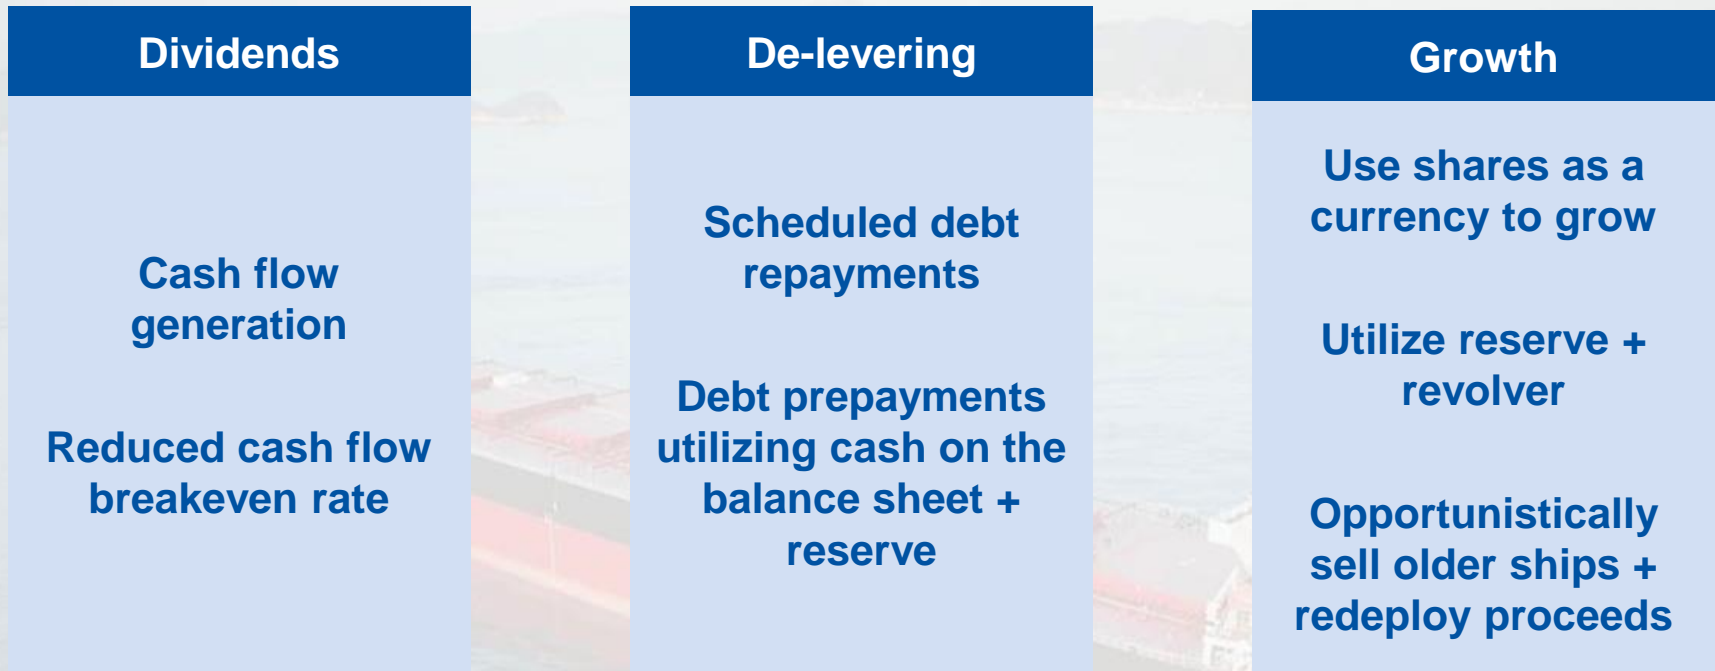 Dividends
Cash flow
generation
Reduced cash flow
breakeven rate
De-levering
Scheduled debt
repayments
Debt prepayments
utilizing cash on the
balance sheet +
reserve
Growth
Use shares as a
currency to grow
Utilize reserve +
revolver
Opportunistically
sell older ships +
redeploy proceeds